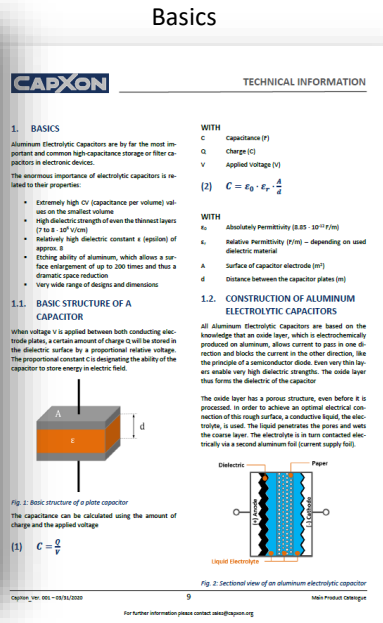 Basics
CAPXON
TECHNICAL INFORMATION
1. BASICS
Aluminum Electrolytic Capacitors are by far the most im-
portant and common high-capacitance storage or filter ca-
pacitors in electronic devices.
The enormous importance of electrolytic capacitors is re-
lated to their properties:
• Extremely high CV (capacitance per volume) val-
ues on the smallest volume
• High dielectric strength of even the thinnest layers
(7 to 8 · 10⁶ V/cm)
• Relatively high dielectric constant ε (epsilon) of
approx. 8
• Etching ability of aluminum, which allows a sur-
face enlargement of up to 200 times and thus a
dramatic space reduction
• Very wide range of designs and dimensions
1.1. BASIC STRUCTURE OF A
CAPACITOR
When voltage V is applied between both conducting elec-
trode plates, a certain amount of charge Q will be stored in
the dielectric surface by a proportional relative voltage.
The proportional constant C is designating the ability of the
capacitor to store energy in electric field.
A
d
ε
Fig. 1: Basic structure of a plate capacitor
The capacitance can be calculated using the amount of
charge and the applied voltage
(1) C = Q/V
WITH
C Capacitance (F)
Q Charge (C)
V Applied Voltage (V)
(2) C = ε₀ · εᵣ · A/d
WITH
ε₀ Absolutely Permittivity (8.85 · 10⁻¹² F/m)
εᵣ Relative Permittivity (F/m) – depending on used
dielectric material
A Surface of capacitor electrode (m²)
d Distance between the capacitor plates (m)
1.2. CONSTRUCTION OF ALUMINUM
ELECTROLYTIC CAPACITORS
All Aluminum Electrolytic Capacitors are based on the
knowledge that an oxide layer, which is electrochemically
produced on aluminum, allows current to pass in one di-
rection and blocks the current in the other direction, like
the principle of a semiconductor diode. Even very thin lay-
ers enable very high dielectric strengths. The oxide layer
thus forms the dielectric of the capacitor
The oxide layer has a porous structure, even before it is
processed. In order to achieve an optimal electrical con-
nection of this rough surface, a conductive liquid, the elec-
trolyte, is used. The liquid penetrates the pores and wets
the coarse layer. The electrolyte is in turn contacted elec-
trically via a second aluminum foil (current supply foil).
Dielectric
Paper
(+) Anode
(-) Cathode
Liquid Electrolyte
Fig. 2: Sectional view of an aluminum electrolytic capacitor
CapXon_Ver. 001 – 03/31/2020
9
Main Product Catalogue
For further information please contact sales@capxon.org